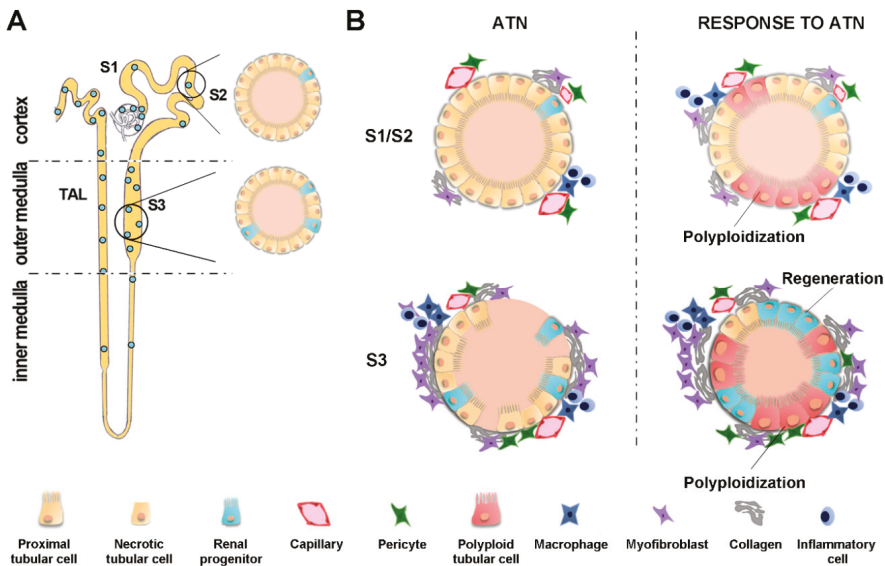 A
S1
S2
cortex
outer medulla
inner medulla
TAL
S3
B
ATN
RESPONSE TO ATN
S1/S2
Polyploidization
Regeneration
S3
Polyploidization
Proximal
tubular cell
Necrotic
tubular cell
Renal
progenitor
Capillary
Pericyte
Polyploid
tubular cell
Macrophage
Myofibroblast
Collagen
Inflammatory
cell